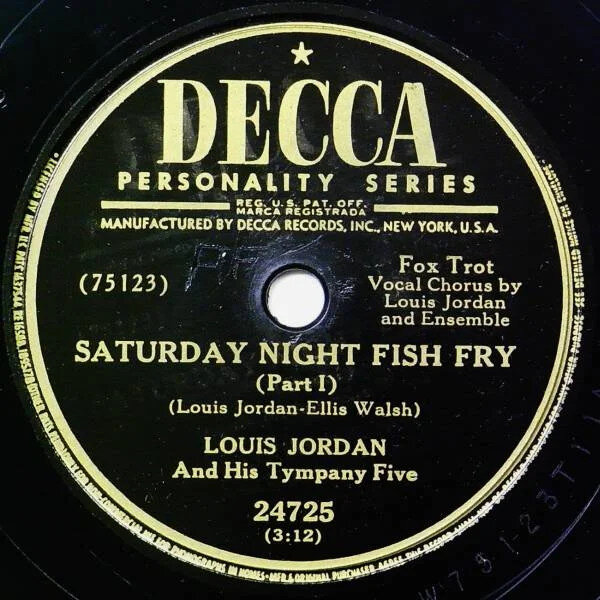 DECCA
PERSONALITY SERIES
REG. U.S. PAT. OFF.
MARCA REGISTRADA
MANUFACTURED BY DECCA RECORDS, INC., NEW YORK, U.S.A.
(75123)
Fox Trot
Vocal Chorus by
Louis Jordan
and Ensemble
SATURDAY NIGHT FISH FRY
(Part I)
(Louis Jordan-Ellis Walsh)
LOUIS JORDAN
And His Tympany Five
24725
(3:12)